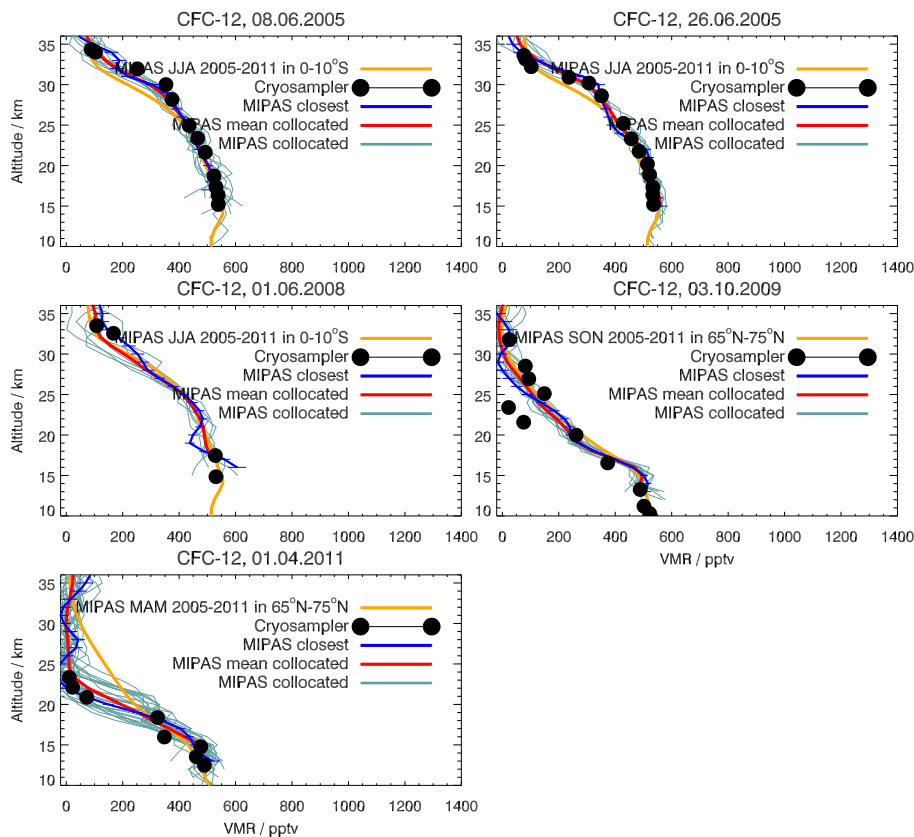 CFC-12, 08.06.2005
CFC-12, 26.06.2005
35
30
25
20
15
10
Altitude / km
MIPAS JJA 2005-2011 in 0-10°S
Cryosampler
MIPAS closest
MIPAS mean collocated
MIPAS collocated
0 200 400 600 800 1000 1200 1400
35
30
25
20
15
10
MIPAS JJA 2005-2011 in 0-10°S
Cryosampler
MIPAS closest
MIPAS mean collocated
MIPAS collocated
0 200 400 600 800 1000 1200 1400
CFC-12, 01.06.2008
CFC-12, 03.10.2009
35
30
25
20
15
10
Altitude / km
MIPAS JJA 2005-2011 in 0-10°S
Cryosampler
MIPAS closest
MIPAS mean collocated
MIPAS collocated
0 200 400 600 800 1000 1200 1400
35
30
25
20
15
10
MIPAS SON 2005-2011 in 65°N-75°N
Cryosampler
MIPAS closest
MIPAS mean collocated
MIPAS collocated
0 200 400 600 800 1000 1200 1400
VMR / pptv
CFC-12, 01.04.2011
35
30
25
20
15
10
Altitude / km
MIPAS MAM 2005-2011 in 65°N-75°N
Cryosampler
MIPAS closest
MIPAS mean collocated
MIPAS collocated
0 200 400 600 800 1000 1200 1400
VMR / pptv